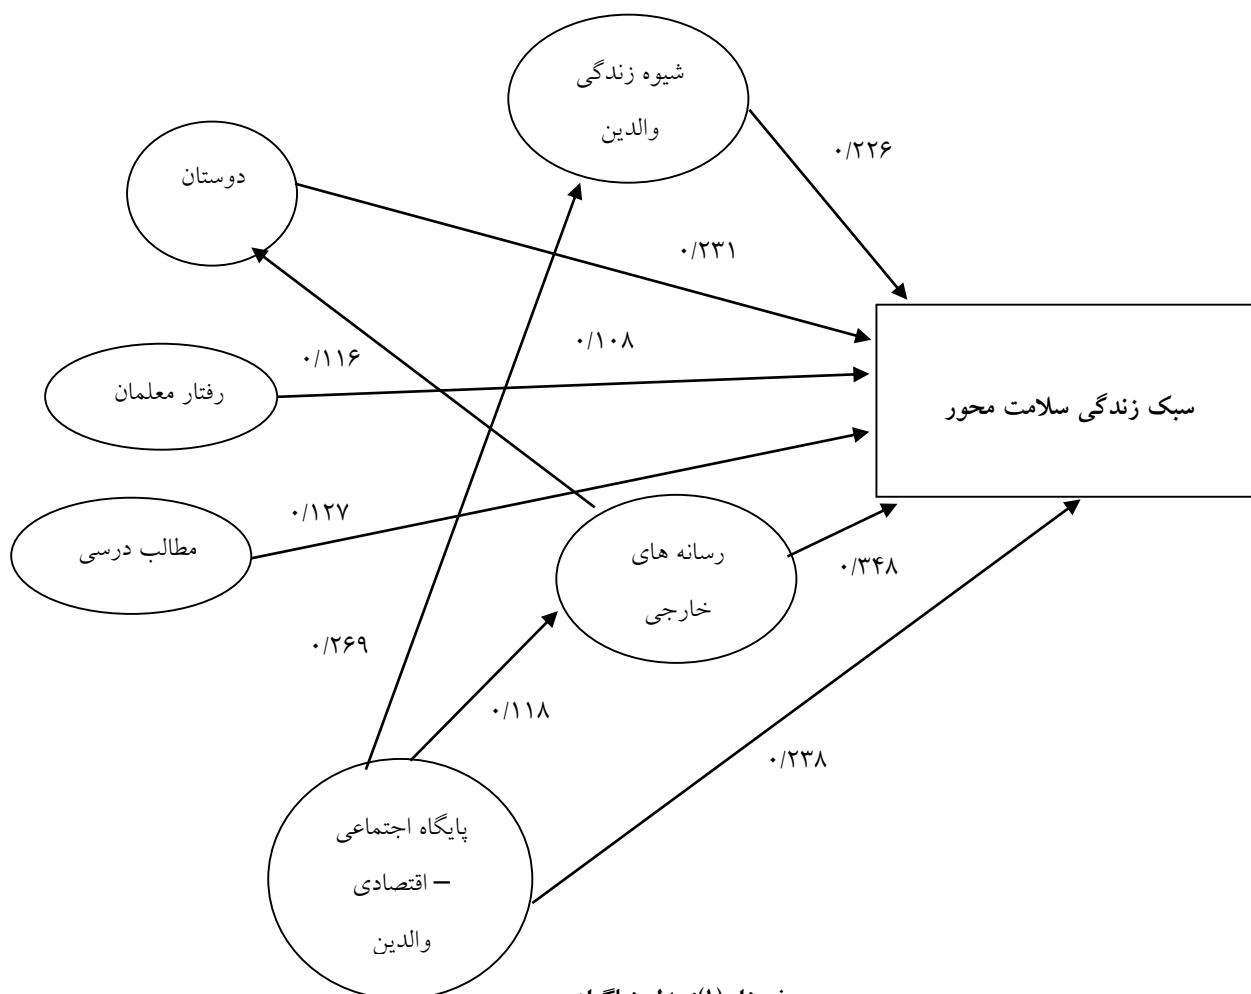 شیوه زندگی
والدین
۰/۲۲۶
دوستان
۰/۲۳۱
۰/۱۱۶
۰/۱۰۸
رفتار معلمان
سبک زندگی سلامت محور
۰/۱۲۷
مطالب درسی
رسانه های
خارجی
۰/۳۴۸
۰/۲۶۹
۰/۱۱۸
۰/۲۳۸
پایگاه اجتماعی
– اقتصادی
والدین